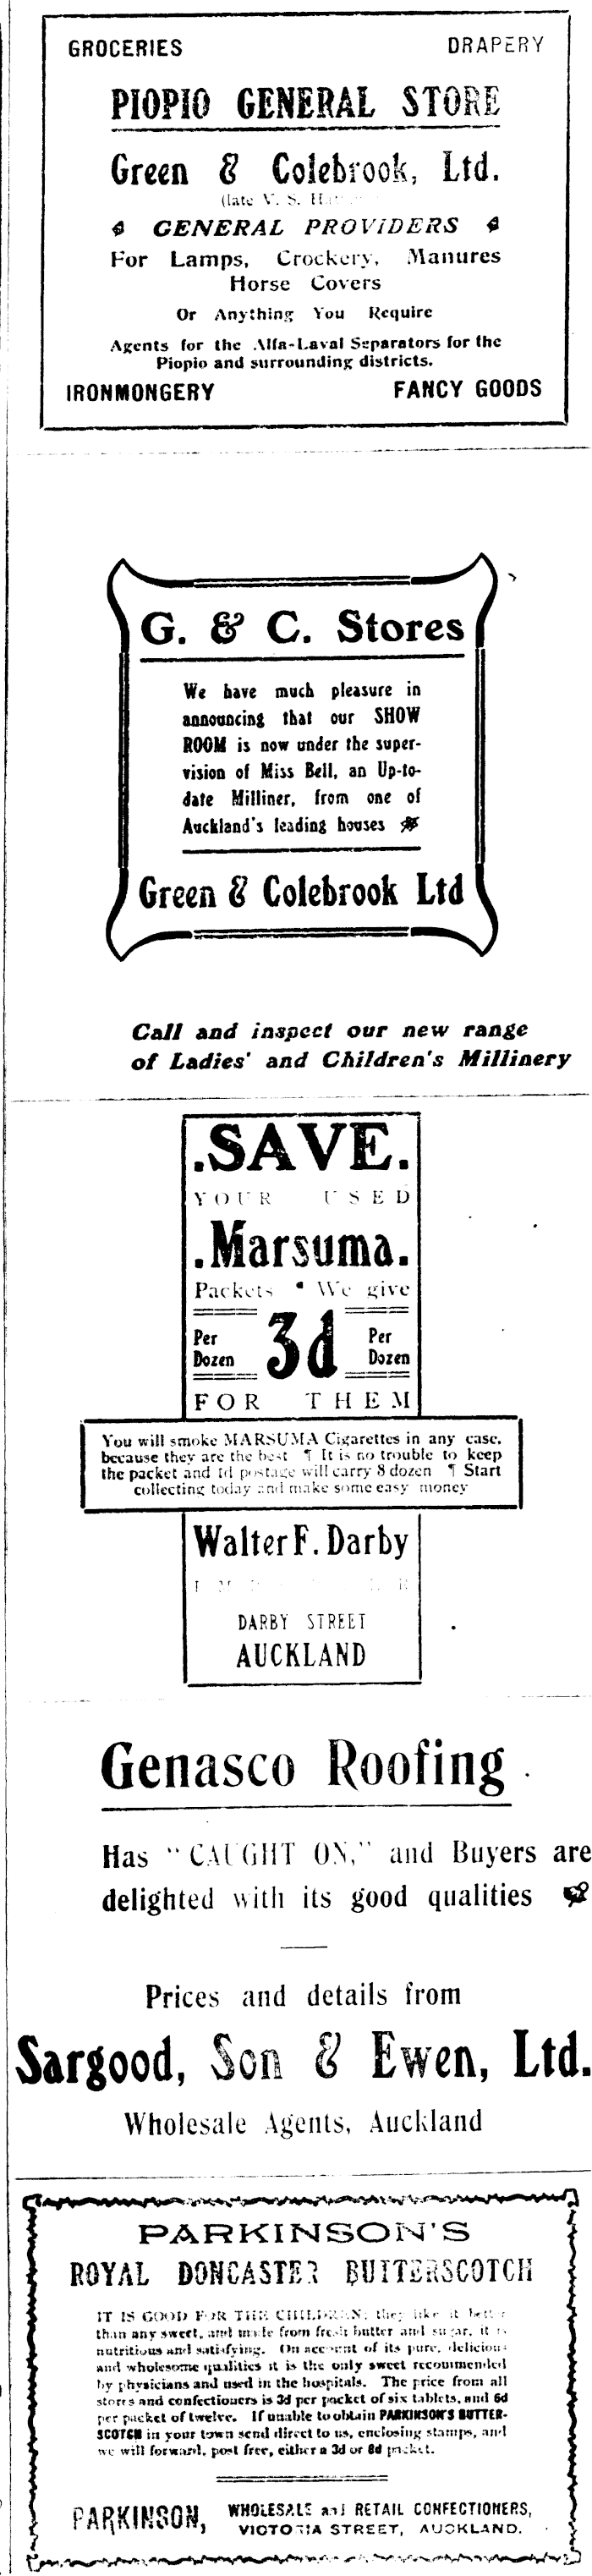 GROCERIES DRAPERY
PIOPIO GENERAL STORE
Green & Colebrook, Ltd.
(late V. S.
GENERAL PROVIDERS
For Lamps, Crockery, Manures
Horse Covers
Or Anything You Require
Agents for the Alfa-Laval Separators for the
Piopio and surrounding districts.
IRONMONGERY FANCY GOODS
G. & C. Stores
We have much pleasure in
announcing that our SHOW
ROOM is now under the super-
vision of Miss Bell, an Up-to-
date Milliner, from one of
Auckland's leading houses
Green & Colebrook Ltd
Call and inspect our new range
of Ladies' and Children's Millinery
.SAVE.
YOUR USED
.Marsuma.
Packets We give
Per Dozen 3d Per Dozen
FOR THEM
You will smoke MARSUMA Cigarettes in any case,
because they are the best ¶ It is no trouble to keep
the packet and 1d postage will carry 8 dozen ¶ Start
collecting today and make some easy money
Walter F. Darby
DARBY STREET
AUCKLAND
Genasco Roofing
Has "CAUGHT ON," and Buyers are
delighted with its good qualities
Prices and details from
Sargood, Son & Ewen, Ltd.
Wholesale Agents, Auckland
PARKINSON'S
ROYAL DONCASTER BUTTERSCOTCH
IT IS GOOD FOR THE CHILDREN; they like it better
than any sweet, and made from fresh butter and sugar, it is
nutritious and satisfying. On account of its pure, delicious
and wholesome qualities it is the only sweet recommended
by physicians and used in the hospitals. The price from all
stores and confectioners is 3d per packet of six tablets, and 6d
per packet of twelve. If unable to obtain PARKINSON'S BUTTER-
SCOTCH in your town send direct to us, enclosing stamps, and
we will forward, post free, either a 3d or 6d packet.
PARKINSON, WHOLESALE and RETAIL CONFECTIONERS,
VICTORIA STREET, AUCKLAND.